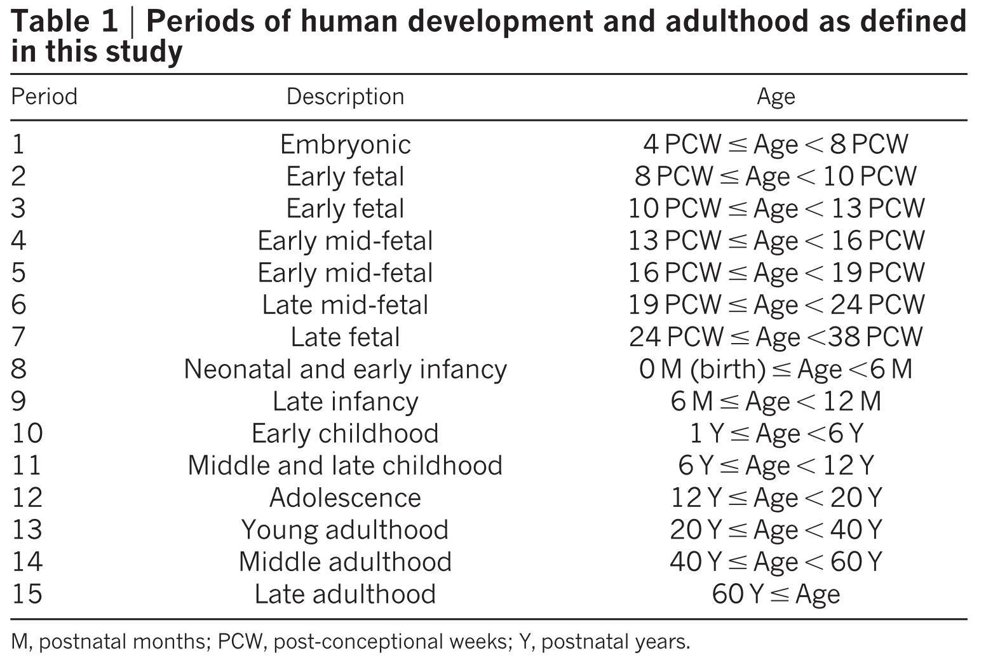 Table 1 | Periods of human development and adulthood as defined
in this study
Period Description Age
1 Embryonic 4 PCW ≤ Age < 8 PCW
2 Early fetal 8 PCW ≤ Age < 10 PCW
3 Early fetal 10 PCW ≤ Age < 13 PCW
4 Early mid-fetal 13 PCW ≤ Age < 16 PCW
5 Early mid-fetal 16 PCW ≤ Age < 19 PCW
6 Late mid-fetal 19 PCW ≤ Age < 24 PCW
7 Late fetal 24 PCW ≤ Age <38 PCW
8 Neonatal and early infancy 0 M (birth) ≤ Age <6 M
9 Late infancy 6 M ≤ Age < 12 M
10 Early childhood 1 Y ≤ Age <6 Y
11 Middle and late childhood 6 Y ≤ Age < 12 Y
12 Adolescence 12 Y ≤ Age < 20 Y
13 Young adulthood 20 Y ≤ Age < 40 Y
14 Middle adulthood 40 Y ≤ Age < 60 Y
15 Late adulthood 60 Y ≤ Age
M, postnatal months; PCW, post-conceptional weeks; Y, postnatal years.